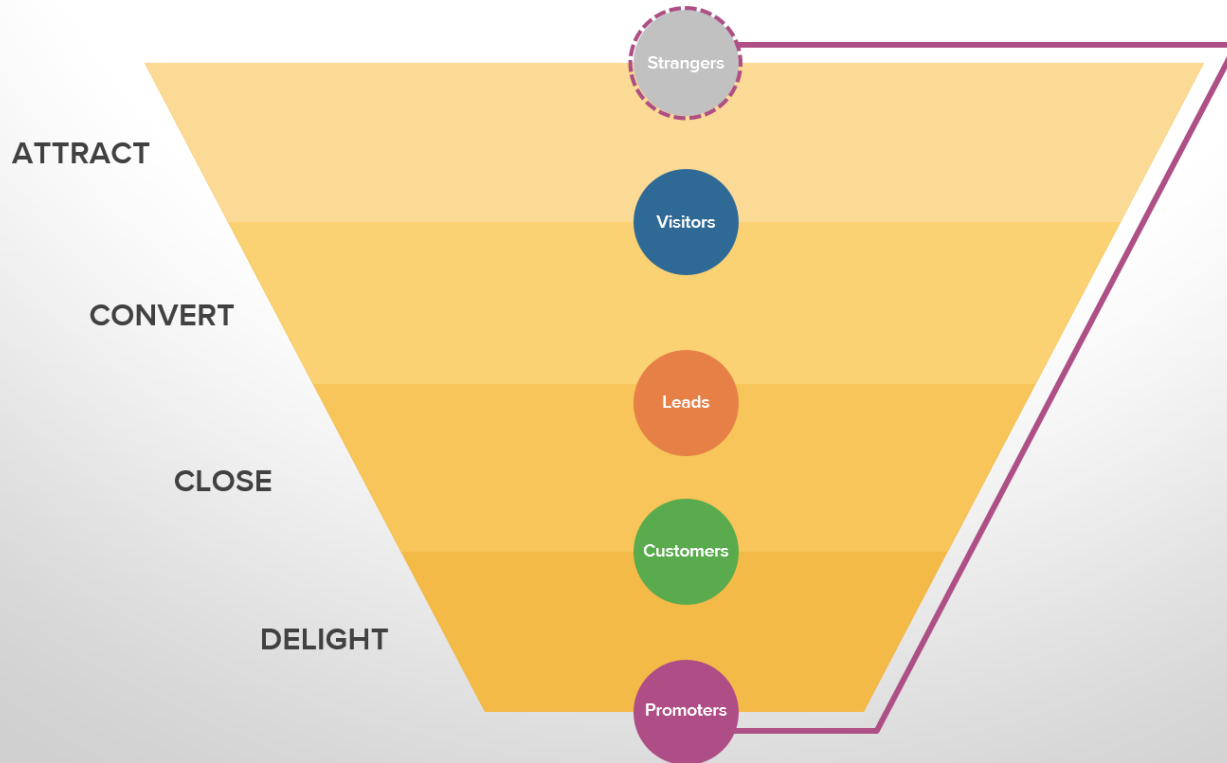 Strangers
ATTRACT
Visitors
CONVERT
Leads
CLOSE
Customers
DELIGHT
Promoters